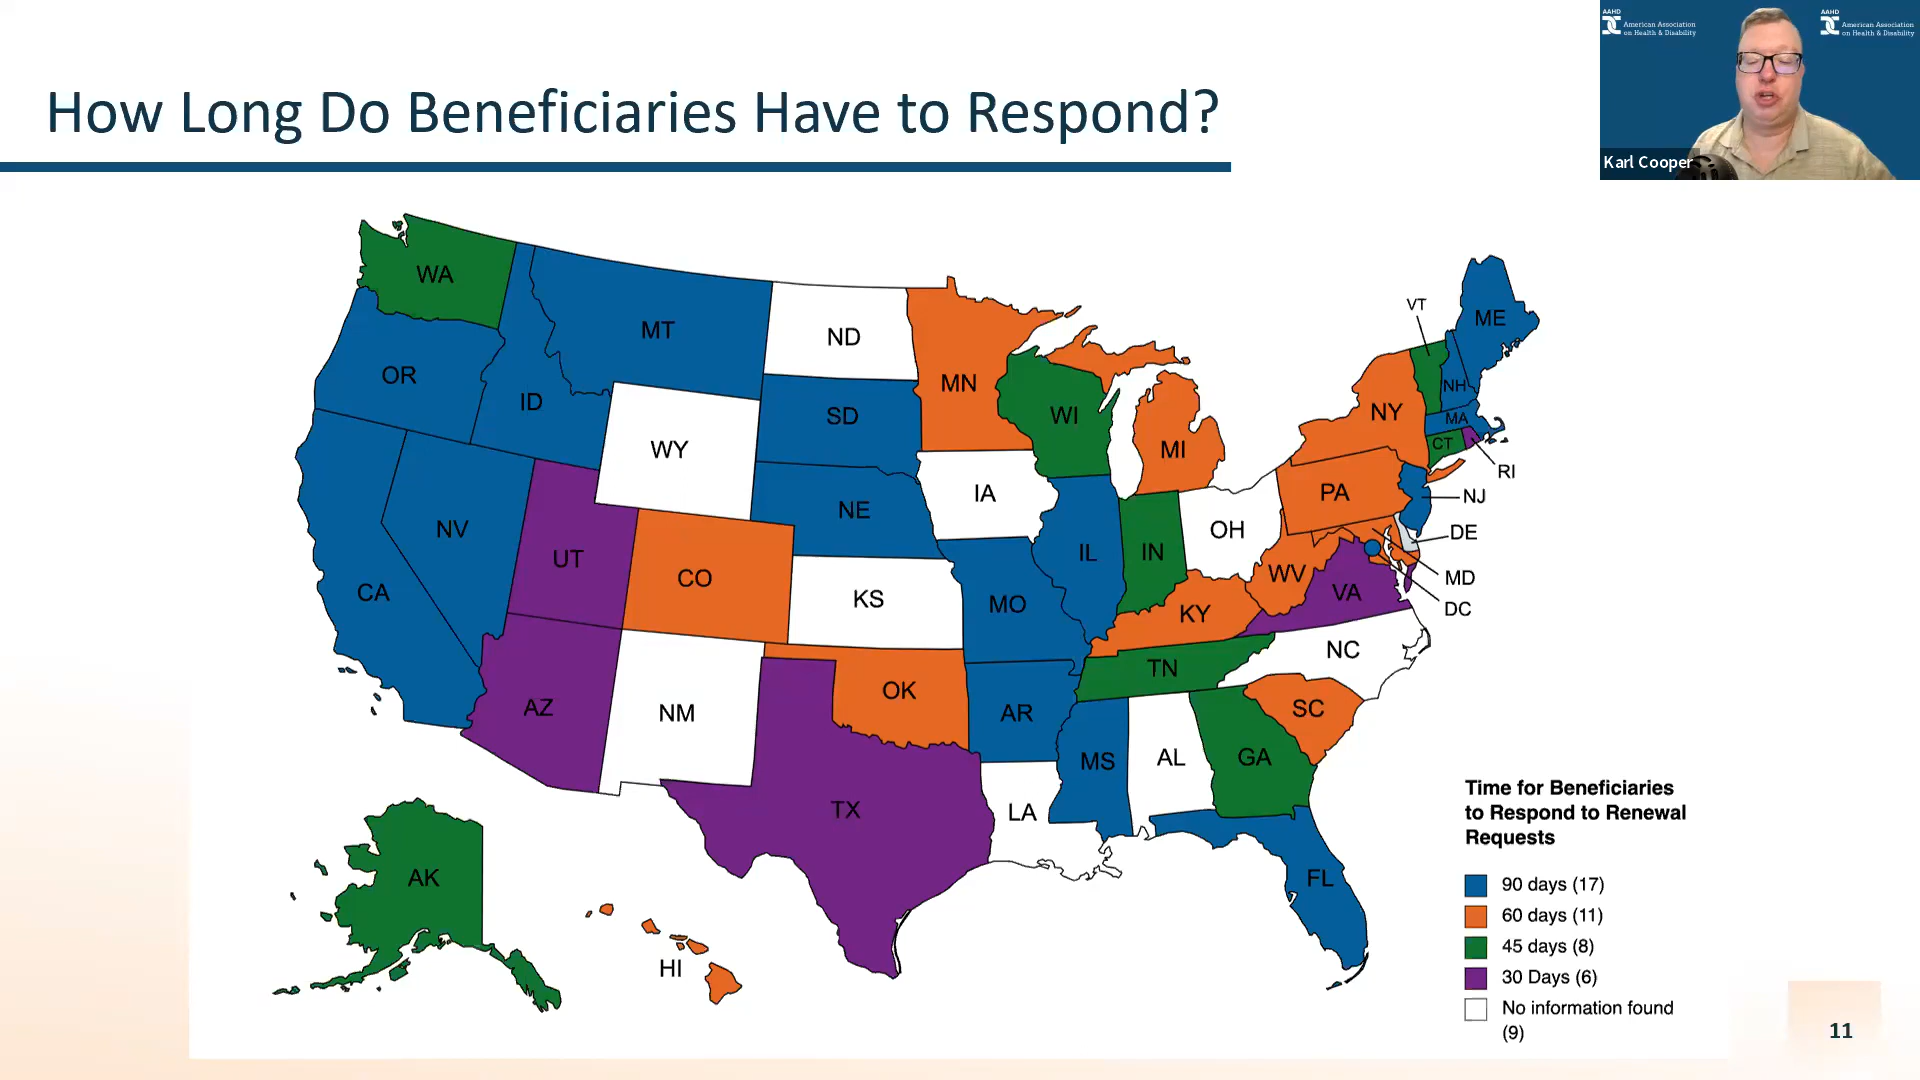 How Long Do Beneficiaries Have to Respond?
AAHD
American Association
on Health & Disability
AAHD
American Association
on Health & Disability
Karl Cooper
WA
MT
ND
MN
VT
ME
OR
ID
SD
WI
MI
NY
NH
MA
CT
RI
WY
IA
PA
NJ
NE
NV
UT
CO
IL
IN
OH
DE
WV
VA
MD
DC
CA
KS
MO
KY
NC
TN
AZ
NM
OK
AR
SC
MS
AL
GA
TX
LA
FL
AK
HI
Time for Beneficiaries
to Respond to Renewal
Requests
90 days (17)
60 days (11)
45 days (8)
30 Days (6)
No information found
(9)
11